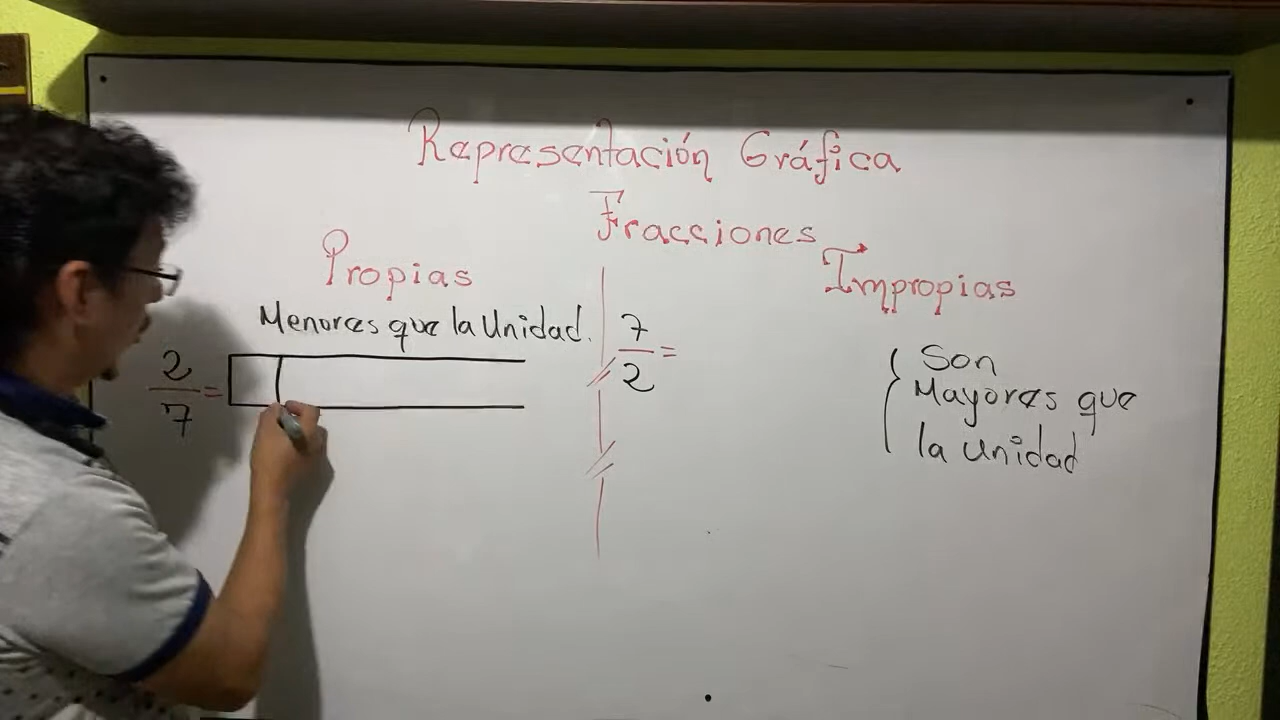 Representación Gráfica
Fracciones
Propias
Menores que la Unidad.
2/7 =
Impropias
7/2 =
Son
Mayores que
la unidad